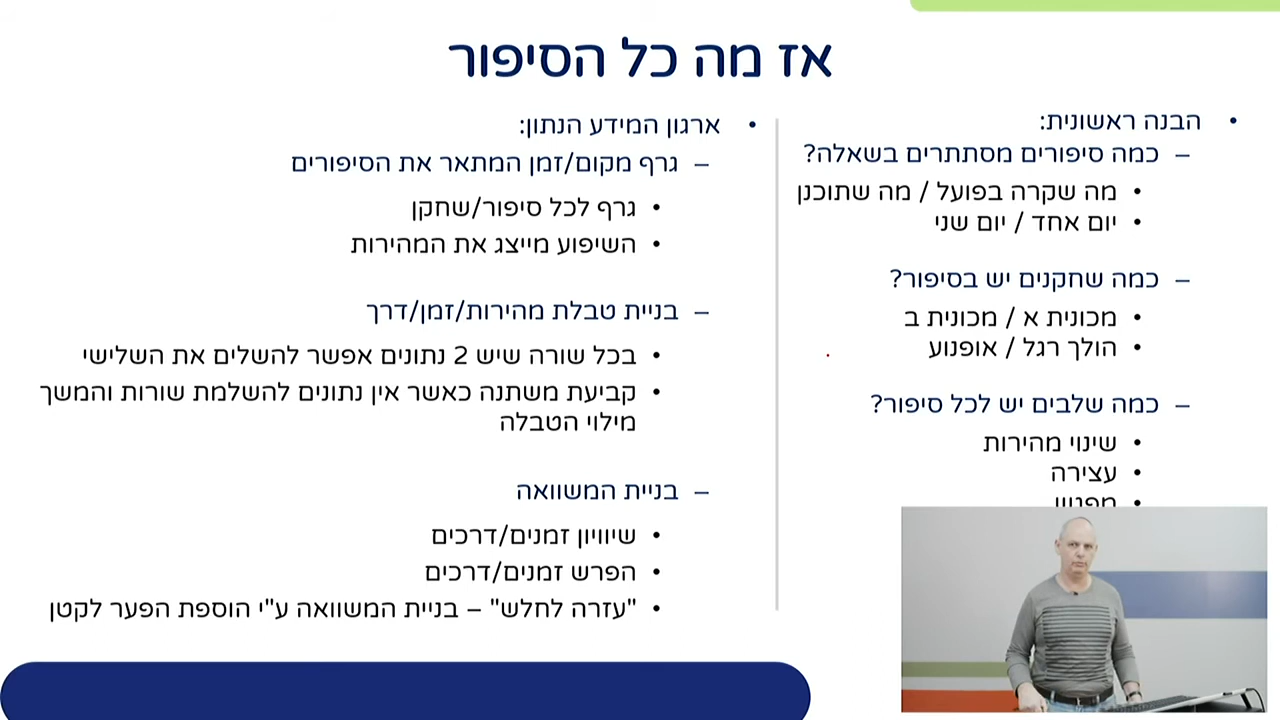 אז מה כל הסיפור
• הבנה ראשונית:
– כמה סיפורים מסתתרים בשאלה?
• מה שקרה בפועל / מה שתוכנן
• יום אחד / יום שני
– כמה שחקנים יש בסיפור?
• מכונית א / מכונית ב
• הולך רגל / אופנוע
– כמה שלבים יש לכל סיפור?
• שינוי מהירות
• עצירה
• מפגש
• ארגון המידע הנתון:
– גרף מקום/זמן המתאר את הסיפורים
• גרף לכל סיפור/שחקן
• השיפוע מייצג את המהירות
– בניית טבלת מהירות/זמן/דרך
• בכל שורה שיש 2 נתונים אפשר להשלים את השלישי
• קביעת משתנה כאשר אין נתונים להשלמת שורות והמשך
מילוי הטבלה
– בניית המשוואה
• שיוויון זמנים/דרכים
• הפרש זמנים/דרכים
• "עזרה לחלש" – בניית המשוואה ע"י הוספת הפער לקטן